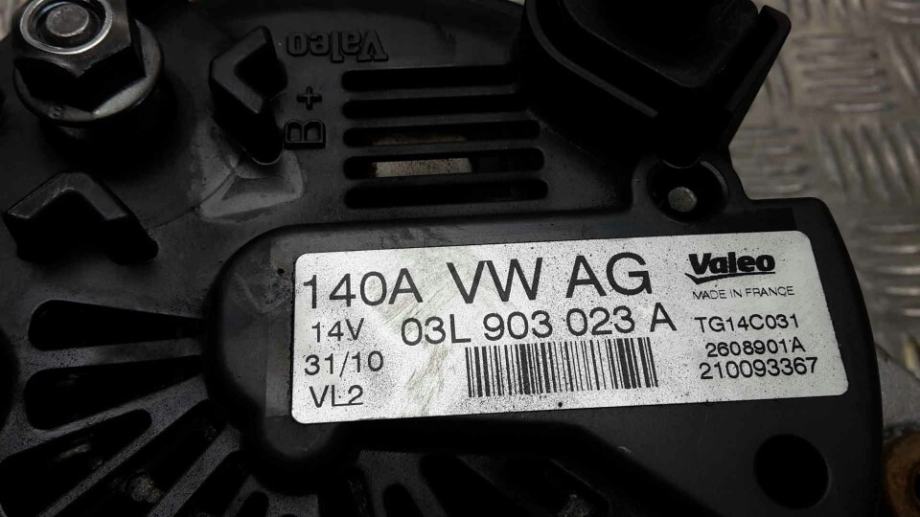 Valeo
B+
140A VW AG
14V 03L 903 023 A
31/10
VL2
Valeo
MADE IN FRANCE
TG14C031
2608901A
210093367